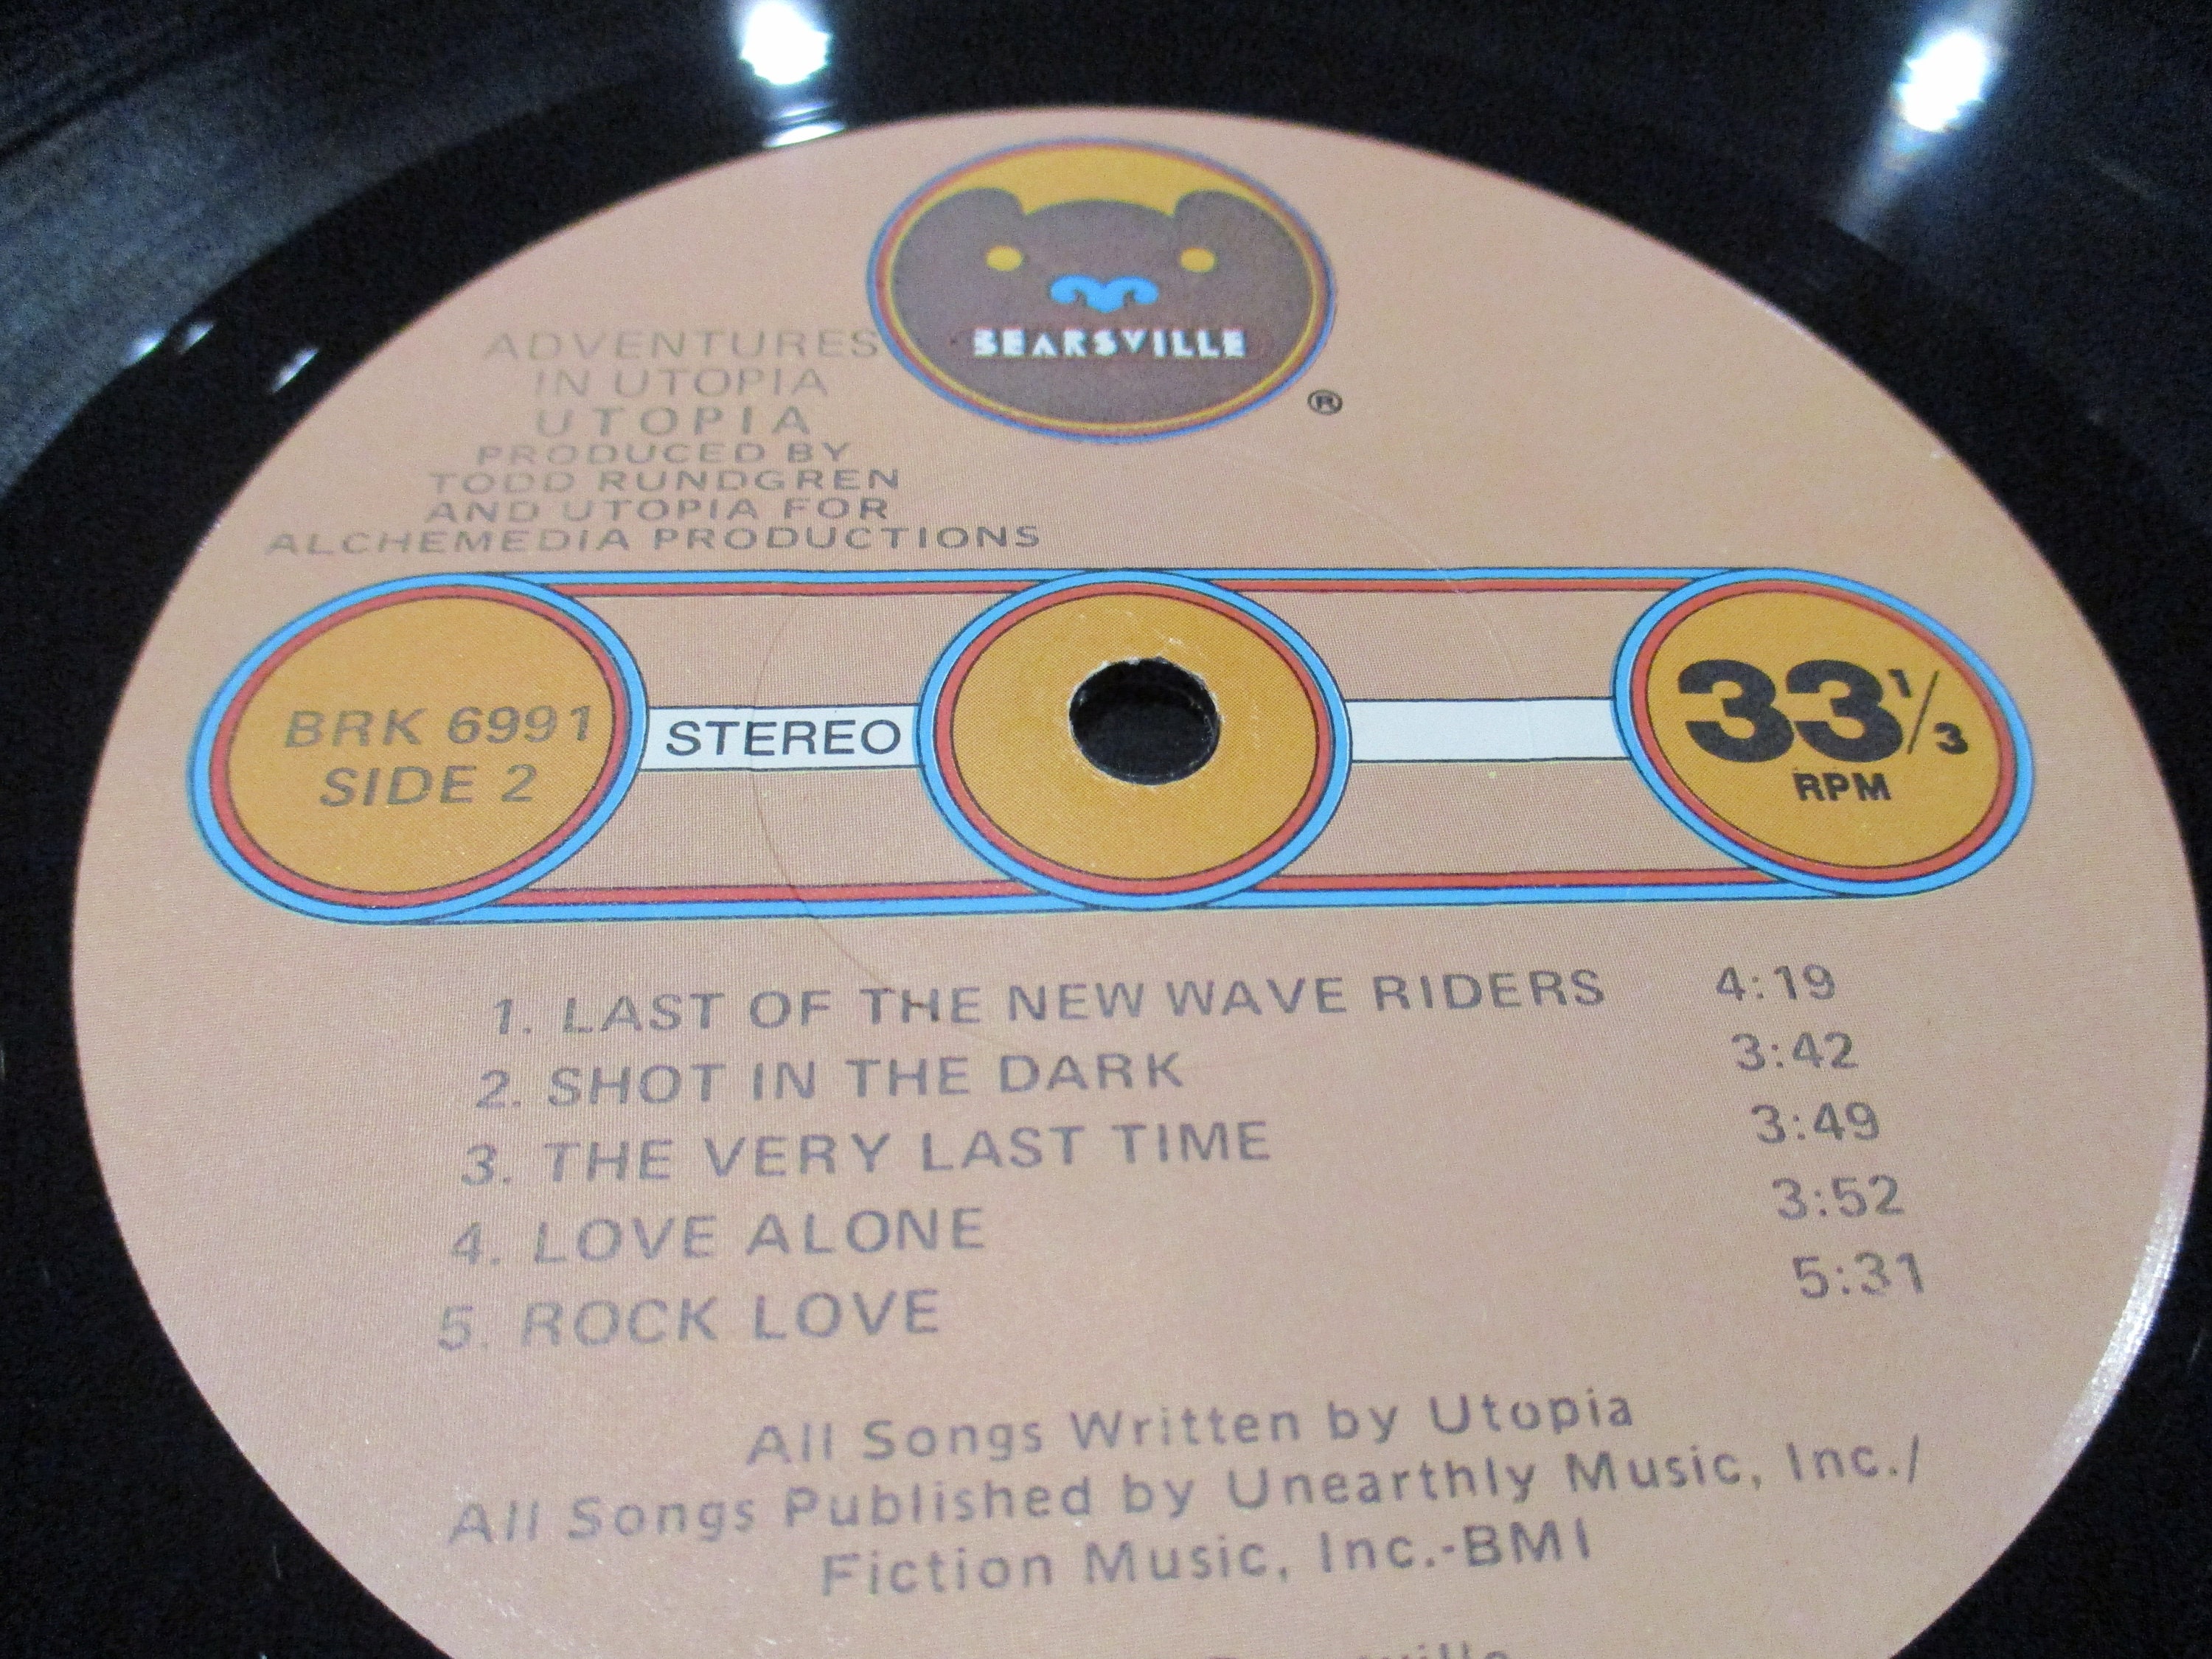 BEARSVILLE
®
ADVENTURES
IN UTOPIA
UTOPIA
PRODUCED BY
TODD RUNDGREN
AND UTOPIA FOR
ALCHEMEDIA PRODUCTIONS
BRK 6991
SIDE 2
STEREO
33 1/3
RPM
1. LAST OF THE NEW WAVE RIDERS 4:19
2. SHOT IN THE DARK 3:42
3. THE VERY LAST TIME 3:49
4. LOVE ALONE 3:52
5. ROCK LOVE 5:31
All Songs Written by Utopia
All Songs Published by Unearthly Music, Inc./
Fiction Music, Inc.-BMI